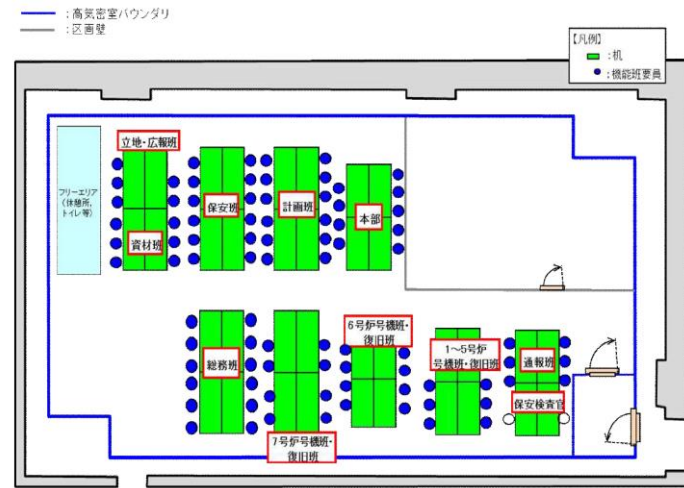 ：高気密室バウンダリ
：区画壁
【凡例】
：机
：機能班要員
立地・広報班
フリーエリア
（休憩所、
トイレ等）
保安班
計画班
本部
資材班
総務班
6号炉号機班・
復旧班
1～5号炉
号機班・復旧班
通報班
保安検査官
7号炉号機班・
復旧班